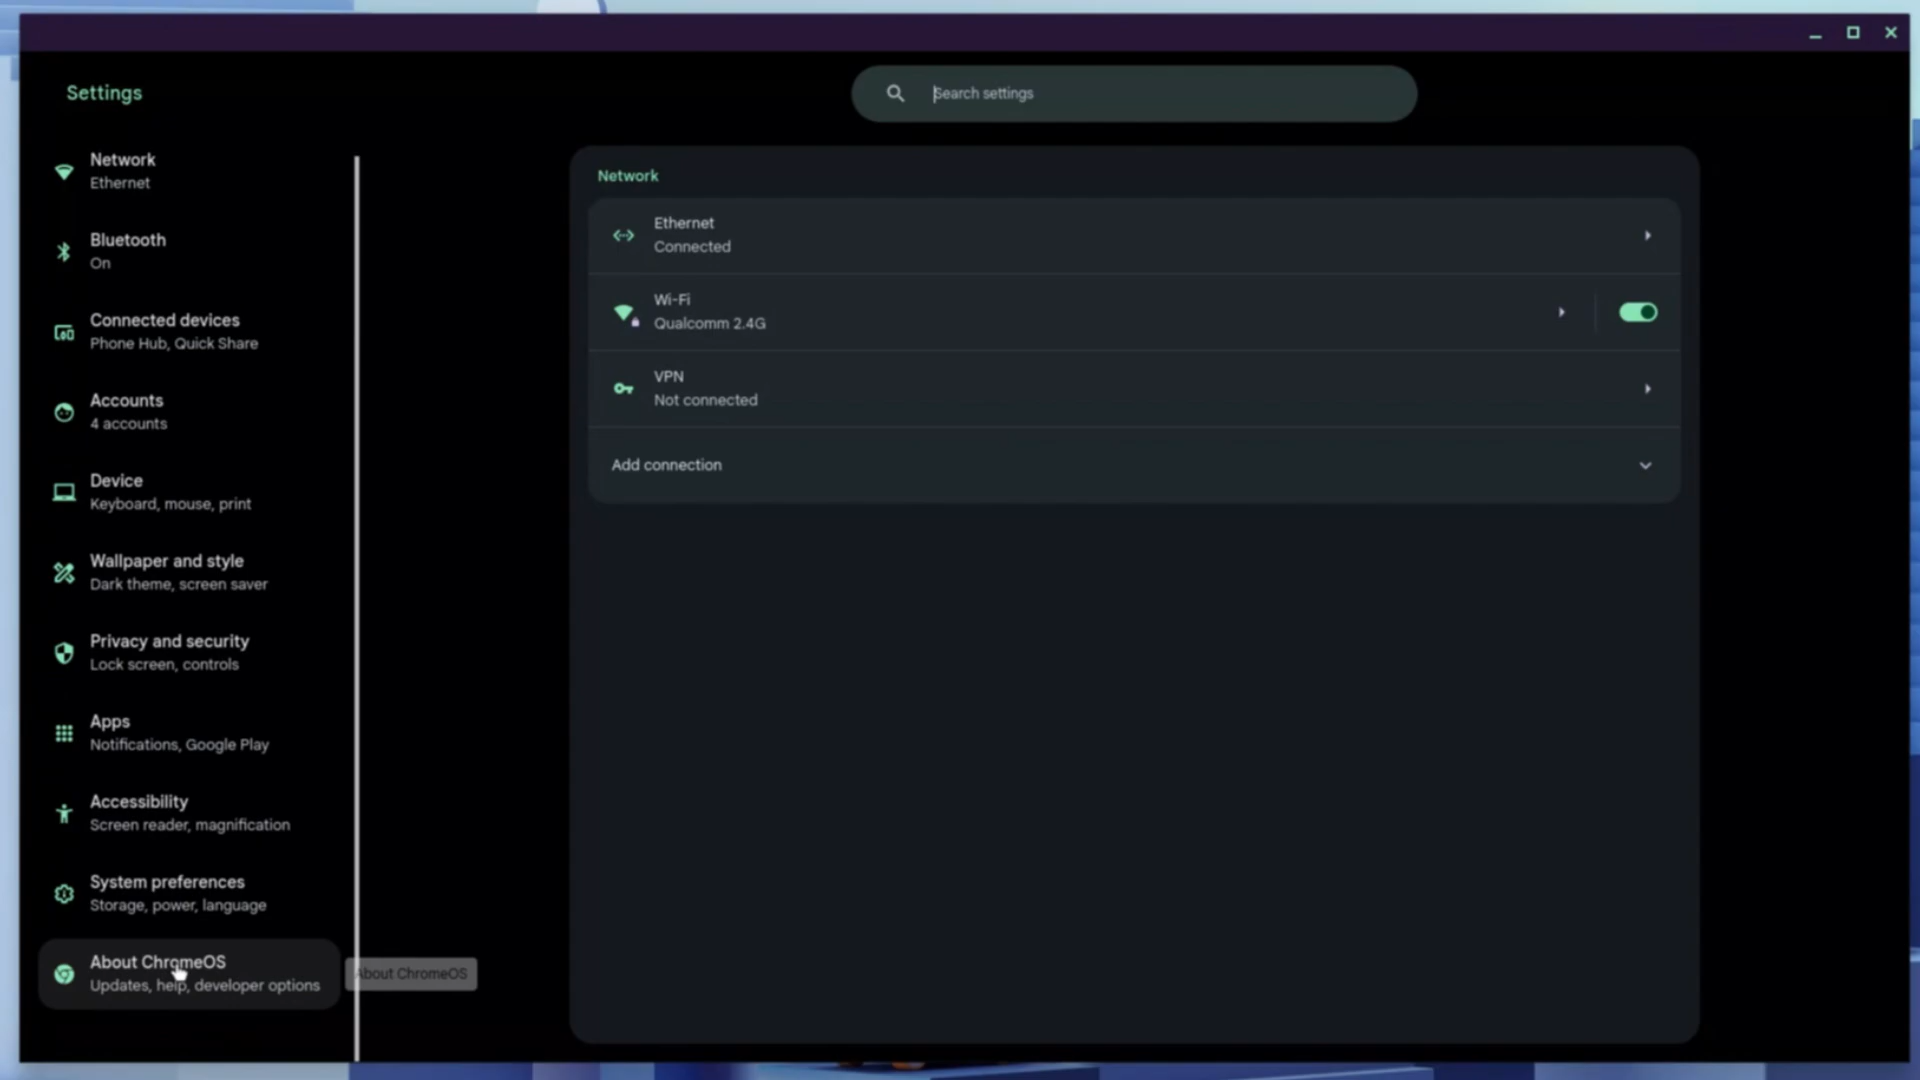 Settings
Search settings
Network
Ethernet
Bluetooth
On
Connected devices
Phone Hub, Quick Share
Accounts
4 accounts
Device
Keyboard, mouse, print
Wallpaper and style
Dark theme, screen saver
Privacy and security
Lock screen, controls
Apps
Notifications, Google Play
Accessibility
Screen reader, magnification
System preferences
Storage, power, language
About ChromeOS
Updates, help, developer options
About ChromeOS
Network
Ethernet
Connected
Wi-Fi
Qualcomm 2.4G
VPN
Not connected
Add connection